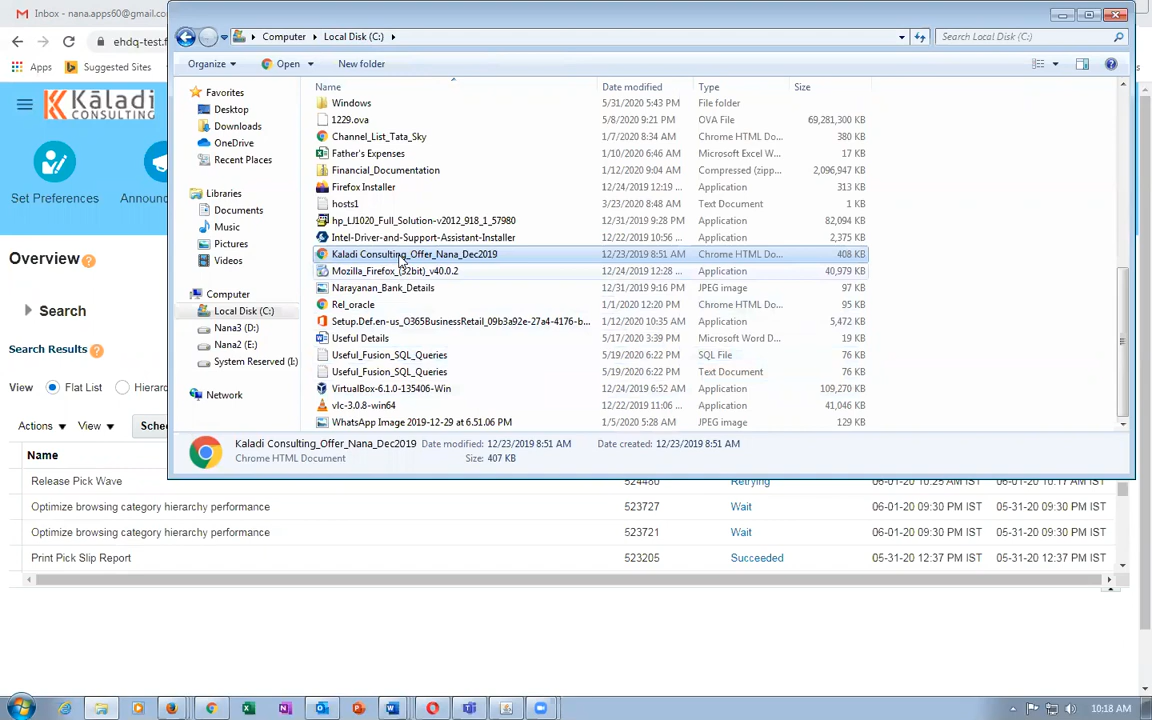 Inbox - nana.apps60@gmail.co
ehdq-test.f
Apps Suggested Sites
Kaladi
CONSULTING
Set Preferences
Announ
Overview
Search
Search Results
View Flat List Hierarc
Actions View Sche
Name
Release Pick Wave 524480 Retrying 06-01-20 10:25 AM IST 06-01-20 10:17 AM IST
Optimize browsing category hierarchy performance 523727 Wait 06-01-20 09:30 PM IST 05-31-20 09:30 PM IST
Optimize browsing category hierarchy performance 523721 Wait 06-01-20 09:30 PM IST 05-31-20 09:30 PM IST
Print Pick Slip Report 523205 Succeeded 05-31-20 12:37 PM IST 05-31-20 12:37 PM IST
Computer Local Disk (C:) Search Local Disk (C:)
Organize Open New folder
Favorites
Desktop
Downloads
OneDrive
Recent Places
Libraries
Documents
Music
Pictures
Videos
Computer
Local Disk (C:)
Nana3 (D:)
Nana2 (E:)
System Reserved (I:)
Network
Name Date modified Type Size
Windows 5/31/2020 5:43 PM File folder
1229.ova 5/8/2020 9:21 PM OVA File 69,281,300 KB
Channel_List_Tata_Sky 1/7/2020 8:34 AM Chrome HTML Do... 380 KB
Father's Expenses 1/10/2020 6:46 AM Microsoft Excel W... 17 KB
Financial_Documentation 1/12/2020 9:04 AM Compressed (zipp... 2,096,947 KB
Firefox Installer 12/24/2019 12:19 ... Application 313 KB
hosts1 3/23/2020 8:48 AM Text Document 1 KB
hp_LJ1020_Full_Solution-v2012_918_1_57980 12/31/2019 9:28 PM Application 82,094 KB
Intel-Driver-and-Support-Assistant-Installer 12/22/2019 10:56 ... Application 2,375 KB
Kaladi Consulting_Offer_Nana_Dec2019 12/23/2019 8:51 AM Chrome HTML Do... 408 KB
Mozilla_Firefox_(32bit)_v40.0.2 12/24/2019 12:28 ... Application 40,979 KB
Narayanan_Bank_Details 12/31/2019 9:16 PM JPEG image 97 KB
Rel_oracle 1/1/2020 12:20 PM Chrome HTML Do... 95 KB
Setup.Def.en-us_O365BusinessRetail_09b3a92e-27a4-4176-b... 1/12/2020 10:35 AM Application 5,472 KB
Useful Details 5/17/2020 3:39 PM Microsoft Word D... 19 KB
Useful_Fusion_SQL_Queries 5/19/2020 6:22 PM SQL File 76 KB
Useful_Fusion_SQL_Queries 5/19/2020 6:22 PM Text Document 76 KB
VirtualBox-6.1.0-135406-Win 12/24/2019 6:52 AM Application 109,270 KB
vlc-3.0.8-win64 12/22/2019 11:06 ... Application 41,046 KB
WhatsApp Image 2019-12-29 at 6.51.06 PM 1/5/2020 5:28 AM JPEG image 129 KB
Kaladi Consulting_Offer_Nana_Dec2019 Date modified: 12/23/2019 8:51 AM Date created: 12/23/2019 8:51 AM
Chrome HTML Document Size: 407 KB
10:18 AM